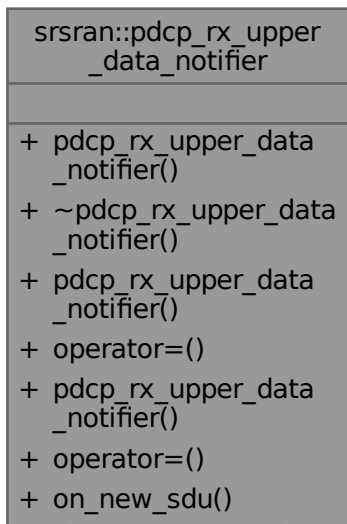 srsran::pdcp_rx_upper
_data_notifier
+ pdcp_rx_upper_data
_notifier()
+ ~pdcp_rx_upper_data
_notifier()
+ pdcp_rx_upper_data
_notifier()
+ operator=()
+ pdcp_rx_upper_data
_notifier()
+ operator=()
+ on_new_sdu()